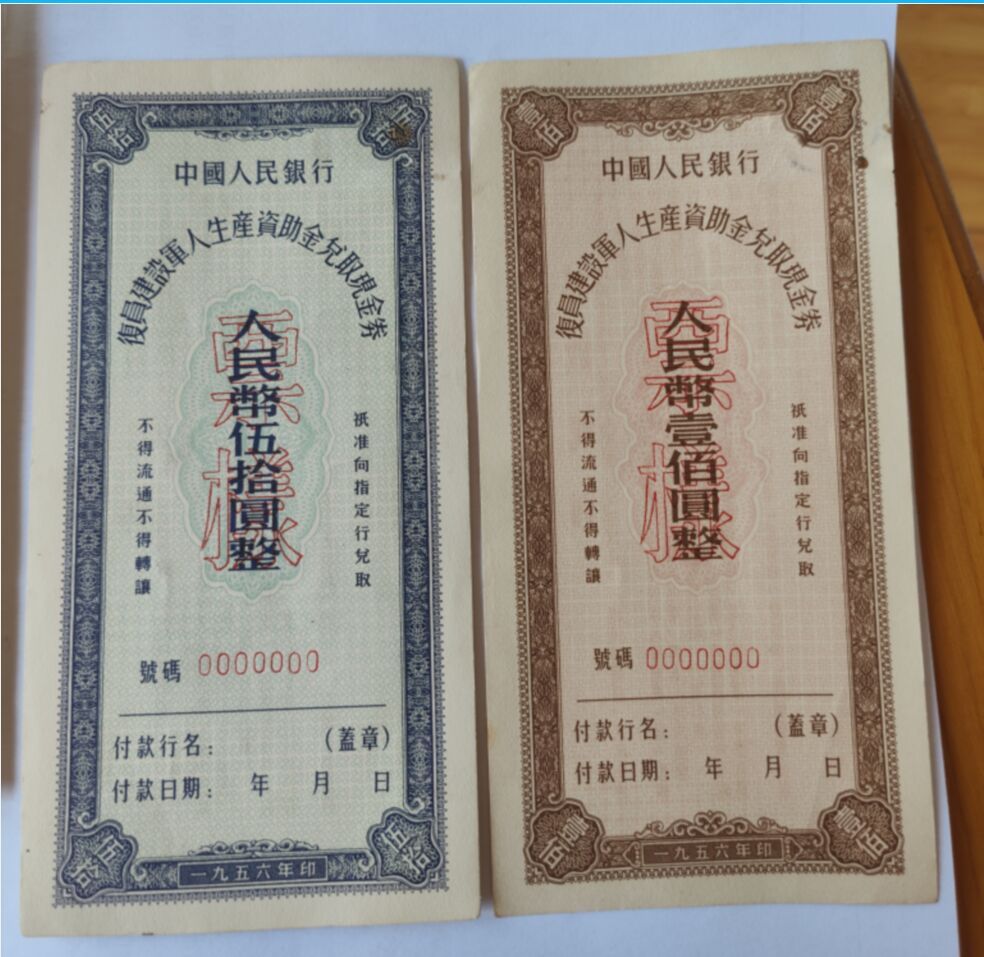 伍拾
伍拾
中國人民銀行
復員建設軍人生產資助金兌取現金券
人民幣伍拾圓整
票樣
祇准向指定行兌取
不得流通不得轉讓
號碼 0000000
付款行名： （蓋章）
付款日期： 年 月 日
伍拾
伍拾
一九五六年印
壹佰
壹佰
中國人民銀行
復員建設軍人生產資助金兌取現金券
人民幣壹佰圓整
票樣
祇准向指定行兌取
不得流通不得轉讓
號碼 0000000
付款行名： （蓋章）
付款日期： 年 月 日
壹佰
壹佰
一九五六年印